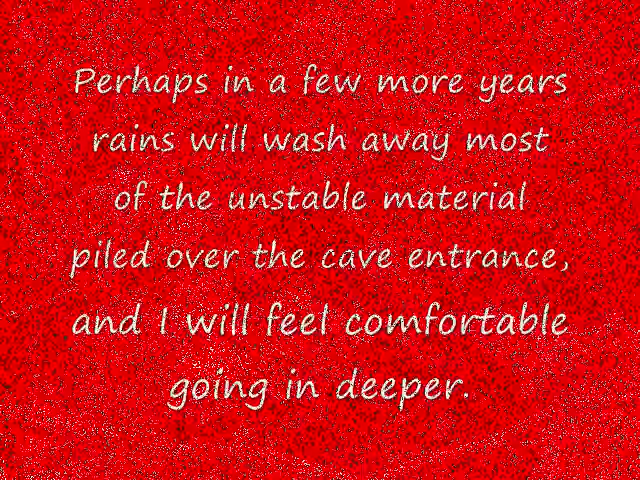 Perhaps in a few more years
rains will wash away most
of the unstable material
piled over the cave entrance,
and I will feel comfortable
going in deeper.